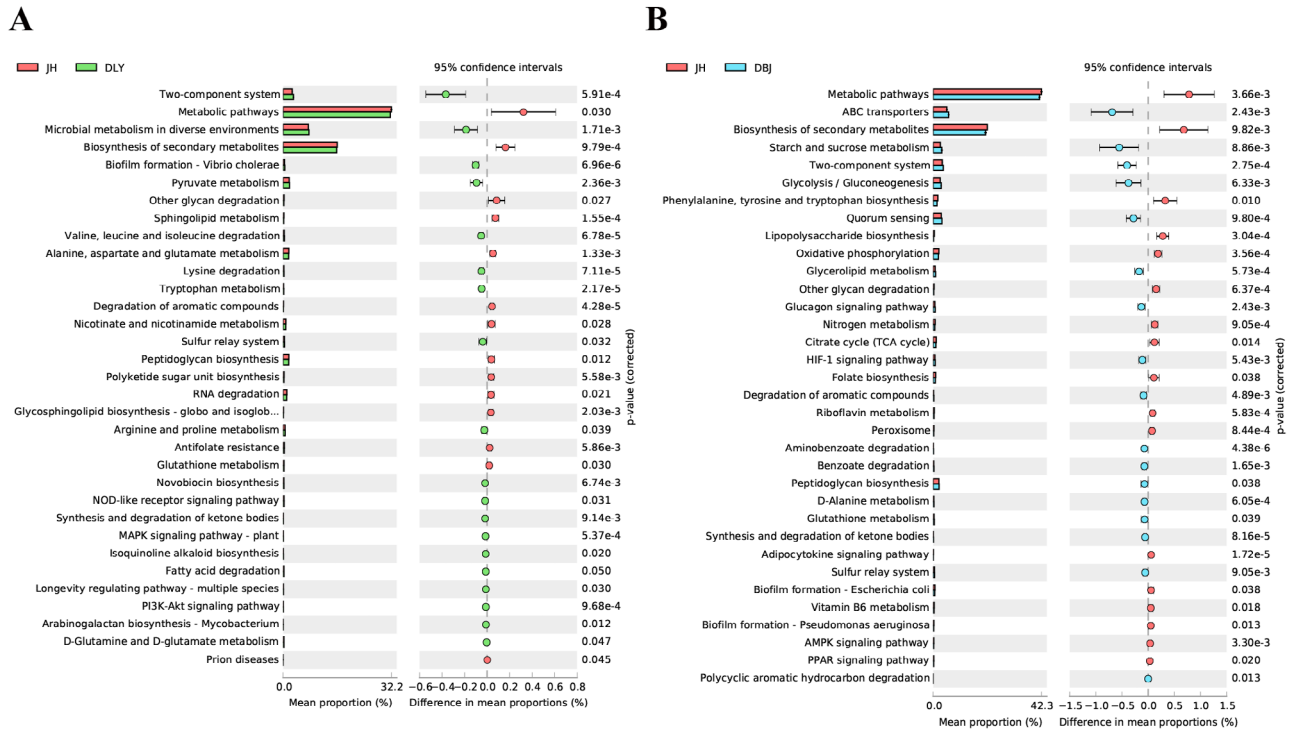 A
JH DLY
95% confidence intervals
Two-component system 5.91e-4
Metabolic pathways 0.030
Microbial metabolism in diverse environments 1.71e-3
Biosynthesis of secondary metabolites 9.79e-4
Biofilm formation - Vibrio cholerae 6.96e-6
Pyruvate metabolism 2.36e-3
Other glycan degradation 0.027
Sphingolipid metabolism 1.55e-4
Valine, leucine and isoleucine degradation 6.78e-5
Alanine, aspartate and glutamate metabolism 1.33e-3
Lysine degradation 7.11e-5
Tryptophan metabolism 2.17e-5
Degradation of aromatic compounds 4.28e-5
Nicotinate and nicotinamide metabolism 0.028
Sulfur relay system 0.032
Peptidoglycan biosynthesis 0.012
Polyketide sugar unit biosynthesis 5.58e-3
RNA degradation 0.021
Glycosphingolipid biosynthesis - globo and isoglob... 2.03e-3
Arginine and proline metabolism 0.039
Antifolate resistance 5.86e-3
Glutathione metabolism 0.030
Novobiocin biosynthesis 6.74e-3
NOD-like receptor signaling pathway 0.031
Synthesis and degradation of ketone bodies 9.14e-3
MAPK signaling pathway - plant 5.37e-4
Isoquinoline alkaloid biosynthesis 0.020
Fatty acid degradation 0.050
Longevity regulating pathway - multiple species 0.030
PI3K-Akt signaling pathway 9.68e-4
Arabinogalactan biosynthesis - Mycobacterium 0.012
D-Glutamine and D-glutamate metabolism 0.047
Prion diseases 0.045
p-value (corrected)
0.0 32.2 −0.6 −0.4 −0.2 0.0 0.2 0.4 0.6 0.8
Mean proportion (%) Difference in mean proportions (%)
B
JH DBJ
95% confidence intervals
Metabolic pathways 3.66e-3
ABC transporters 2.43e-3
Biosynthesis of secondary metabolites 9.82e-3
Starch and sucrose metabolism 8.86e-3
Two-component system 2.75e-4
Glycolysis / Gluconeogenesis 6.33e-3
Phenylalanine, tyrosine and tryptophan biosynthesis 0.010
Quorum sensing 9.80e-4
Lipopolysaccharide biosynthesis 3.04e-4
Oxidative phosphorylation 3.56e-4
Glycerolipid metabolism 5.73e-4
Other glycan degradation 6.37e-4
Glucagon signaling pathway 2.43e-3
Nitrogen metabolism 9.05e-4
Citrate cycle (TCA cycle) 0.014
HIF-1 signaling pathway 5.43e-3
Folate biosynthesis 0.038
Degradation of aromatic compounds 4.89e-3
Riboflavin metabolism 5.83e-4
Peroxisome 8.44e-4
Aminobenzoate degradation 4.38e-6
Benzoate degradation 1.65e-3
Peptidoglycan biosynthesis 0.038
D-Alanine metabolism 6.05e-4
Glutathione metabolism 0.039
Synthesis and degradation of ketone bodies 8.16e-5
Adipocytokine signaling pathway 1.72e-5
Sulfur relay system 9.05e-3
Biofilm formation - Escherichia coli 0.038
Vitamin B6 metabolism 0.018
Biofilm formation - Pseudomonas aeruginosa 0.013
AMPK signaling pathway 3.30e-3
PPAR signaling pathway 0.020
Polycyclic aromatic hydrocarbon degradation 0.013
p-value (corrected)
0.0 42.3 −1.5 −1.0 −0.5 0.0 0.5 1.0 1.5
Mean proportion (%) Difference in mean proportions (%)